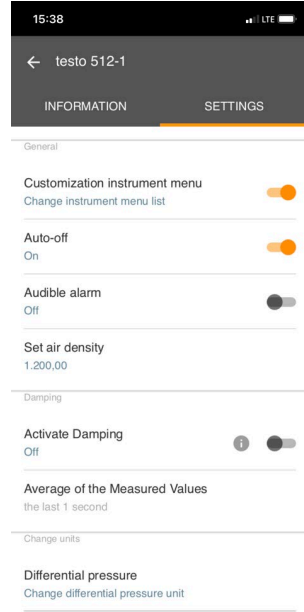 15:38
LTE
testo 512-1
INFORMATION
SETTINGS
General
Customization instrument menu
Change instrument menu list
Auto-off
On
Audible alarm
Off
Set air density
1.200,00
Damping
Activate Damping
Off
i
Average of the Measured Values
the last 1 second
Change units
Differential pressure
Change differential pressure unit